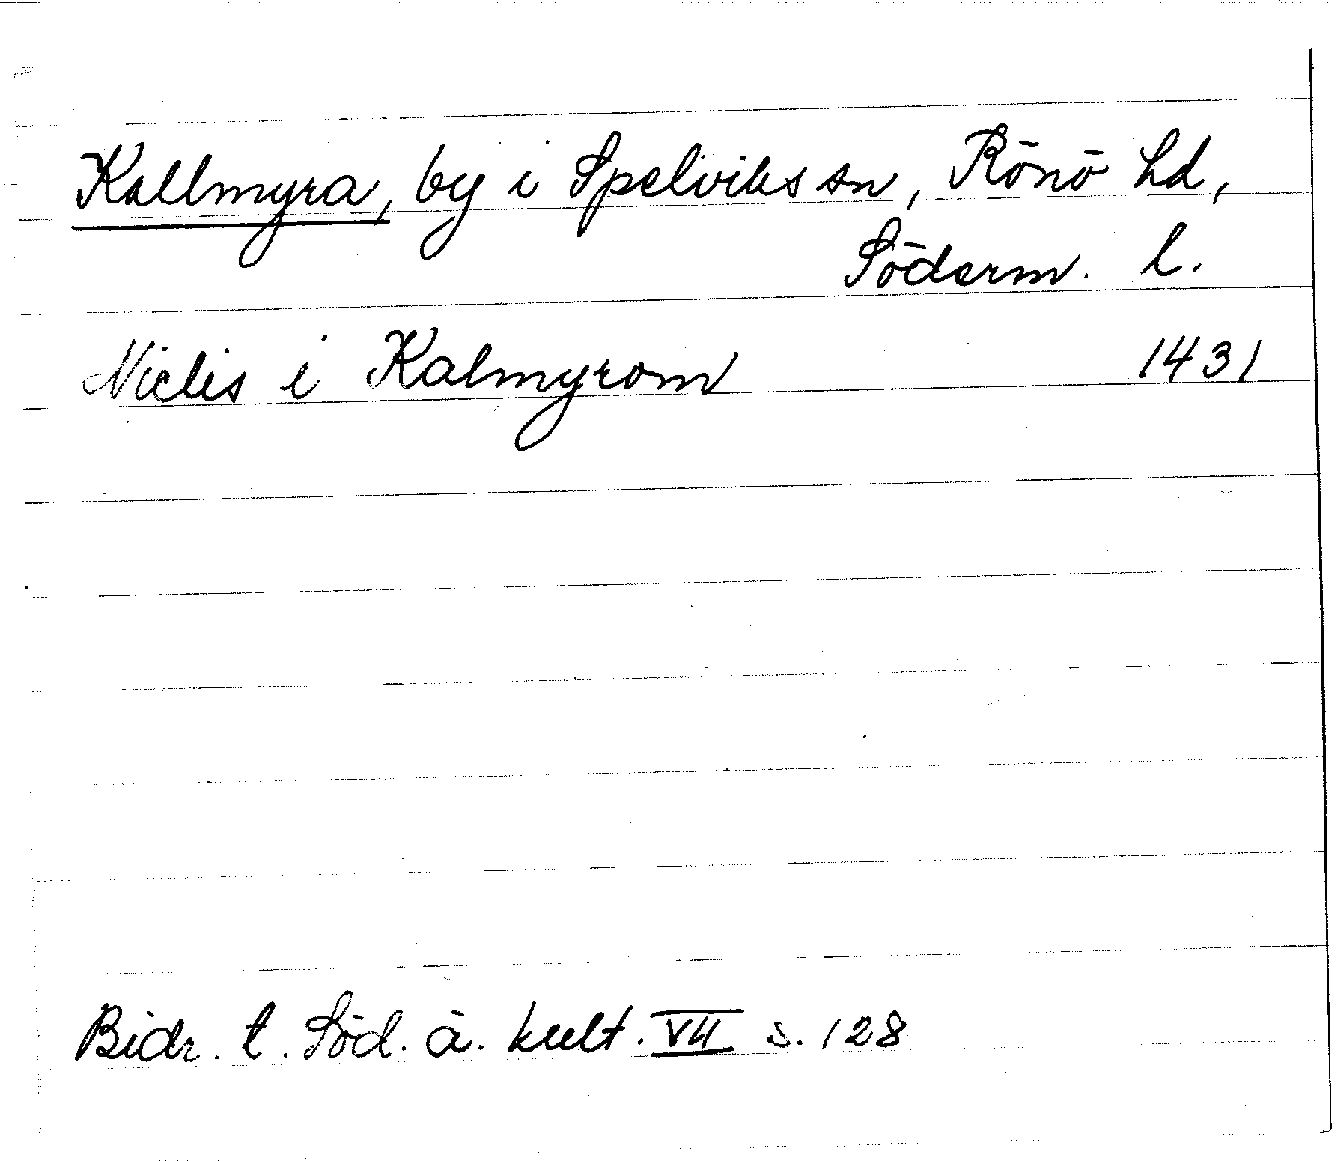 Kallmyra, by i Spelviks sn, Rönö hd,
Söderm. l.
Niclis i Kalmyrom 1431
Bidr. t. Söd. ä. kult. VII s. 128